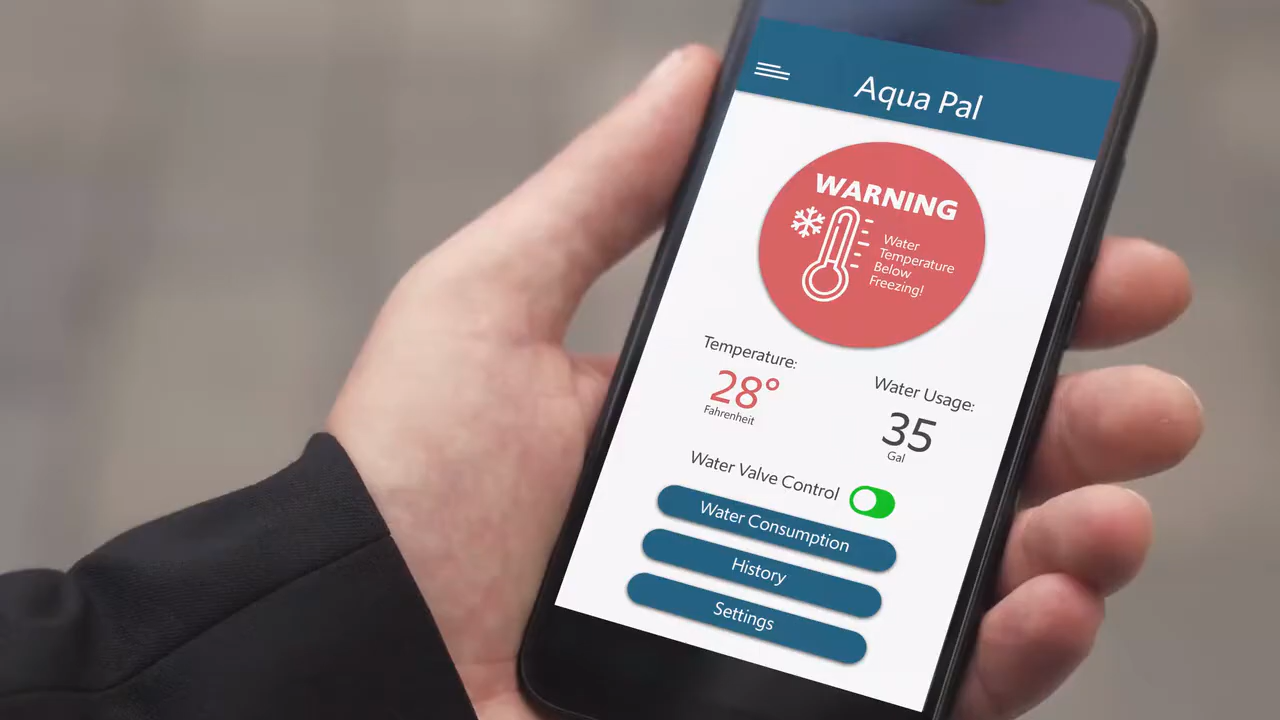 Aqua Pal
WARNING
Water
Temperature
Below
Freezing!
Temperature:
28°
Fahrenheit
Water Usage:
35
Gal
Water Valve Control
Water Consumption
History
Settings